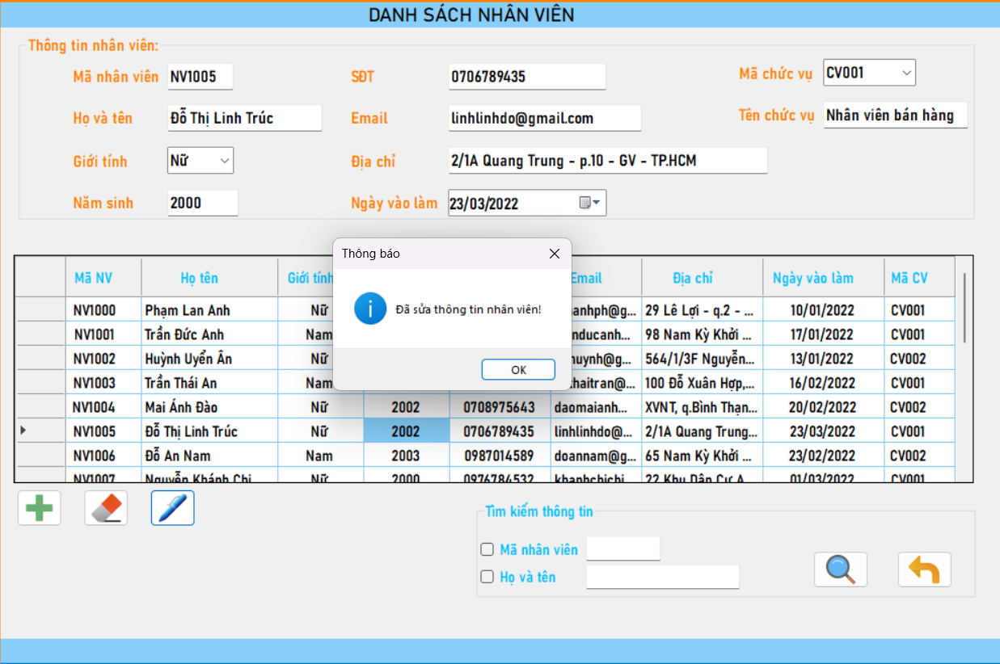 DANH SÁCH NHÂN VIÊN
Thông tin nhân viên:
Mã nhân viên NV1005 SĐT 0706789435 Mã chức vụ CV001
Họ và tên Đỗ Thị Linh Trúc Email linhlinhdo@gmail.com Tên chức vụ Nhân viên bán hàng
Giới tính Nữ Địa chỉ 2/1A Quang Trung - p.10 - GV - TP.HCM
Năm sinh 2000 Ngày vào làm 23/03/2022
Thông báo
Đã sửa thông tin nhân viên!
OK
Mã NV Họ tên Giới tính Email Địa chỉ Ngày vào làm Mã CV
NV1000 Phạm Lan Anh Nữ anhph@g... 29 Lê Lợi - q.2 - ... 10/01/2022 CV001
NV1001 Trần Đức Anh Nam nducanh... 98 Nam Kỳ Khởi ... 17/01/2022 CV001
NV1002 Huỳnh Uyển Ân Nữ huynh@g... 564/1/3F Nguyễn... 13/01/2022 CV002
NV1003 Trần Thái An Nam thaitran@... 100 Đỗ Xuân Hợp,... 16/02/2022 CV001
NV1004 Mai Ánh Đào Nữ 2002 0708975643 daomaianh... XVNT, q.Bình Thạn... 20/02/2022 CV002
NV1005 Đỗ Thị Linh Trúc Nữ 2002 0706789435 linhlinhdo@... 2/1A Quang Trung... 23/03/2022 CV001
NV1006 Đỗ An Nam Nam 2003 0987014589 doannam@g... 65 Nam Kỳ Khởi ... 23/02/2022 CV002
NV1007 Nguyễn Khánh Chi Nữ 2000 0976784532 khanhchichi 22 Khu Dân Cư A 01/03/2022 CV001
Tìm kiếm thông tin
Mã nhân viên
Họ và tên